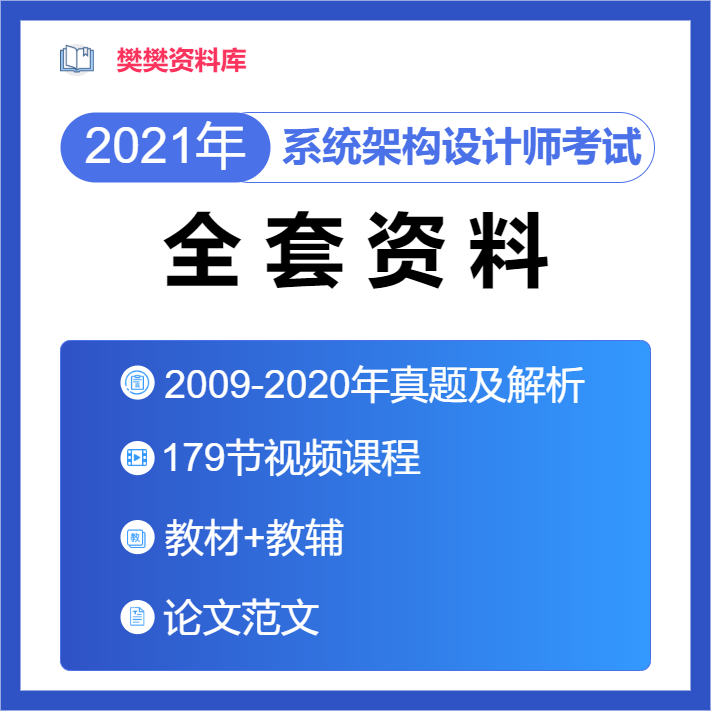 樊樊资料库
2021年 系统架构设计师考试
全套资料
2009-2020年真题及解析
179节视频课程
教 教材+教辅
论文范文